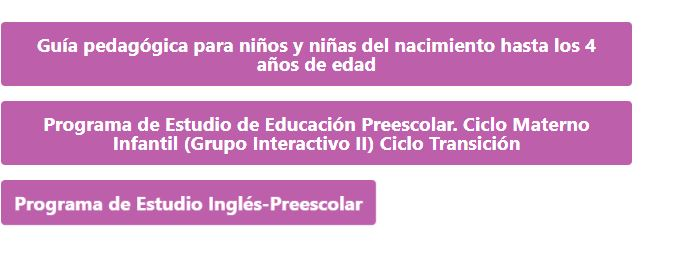 Guía pedagógica para niños y niñas del nacimiento hasta los 4
años de edad
Programa de Estudio de Educación Preescolar. Ciclo Materno
Infantil (Grupo Interactivo II) Ciclo Transición
Programa de Estudio Inglés-Preescolar